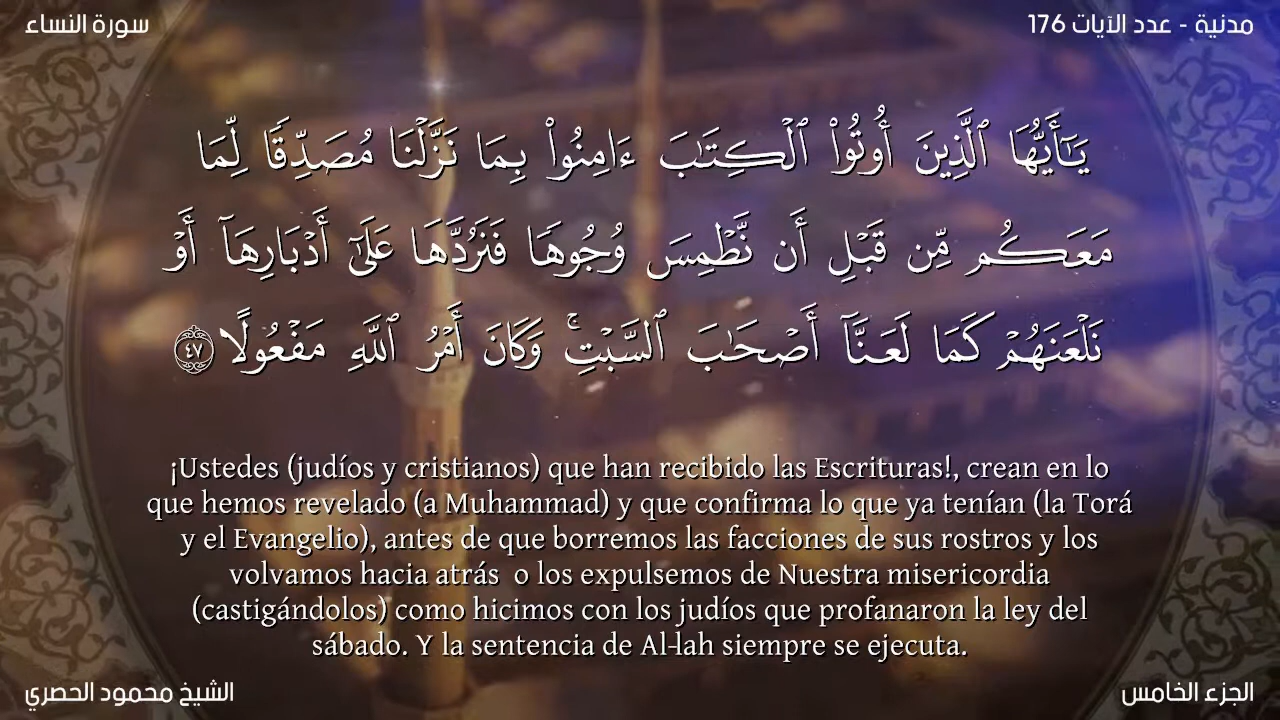 سورة النساء
مدنية - عدد الآيات 176
يَـٰٓأَيُّهَا ٱلَّذِينَ أُوتُوا۟ ٱلْكِتَـٰبَ ءَامِنُوا۟ بِمَا نَزَّلْنَا مُصَدِّقًا لِّمَا
مَعَكُم مِّن قَبْلِ أَن نَّطْمِسَ وُجُوهًا فَنَرُدَّهَا عَلَىٰٓ أَدْبَارِهَآ أَوْ
نَلْعَنَهُمْ كَمَا لَعَنَّآ أَصْحَـٰبَ ٱلسَّبْتِ ۚ وَكَانَ أَمْرُ ٱللَّهِ مَفْعُولًا ٤٧
¡Ustedes (judíos y cristianos) que han recibido las Escrituras!, crean en lo
que hemos revelado (a Muhammad) y que confirma lo que ya tenían (la Torá
y el Evangelio), antes de que borremos las facciones de sus rostros y los
volvamos hacia atrás o los expulsemos de Nuestra misericordia
(castigándolos) como hicimos con los judíos que profanaron la ley del
sábado. Y la sentencia de Al-lah siempre se ejecuta.
الشيخ محمود الحصري
الجزء الخامس